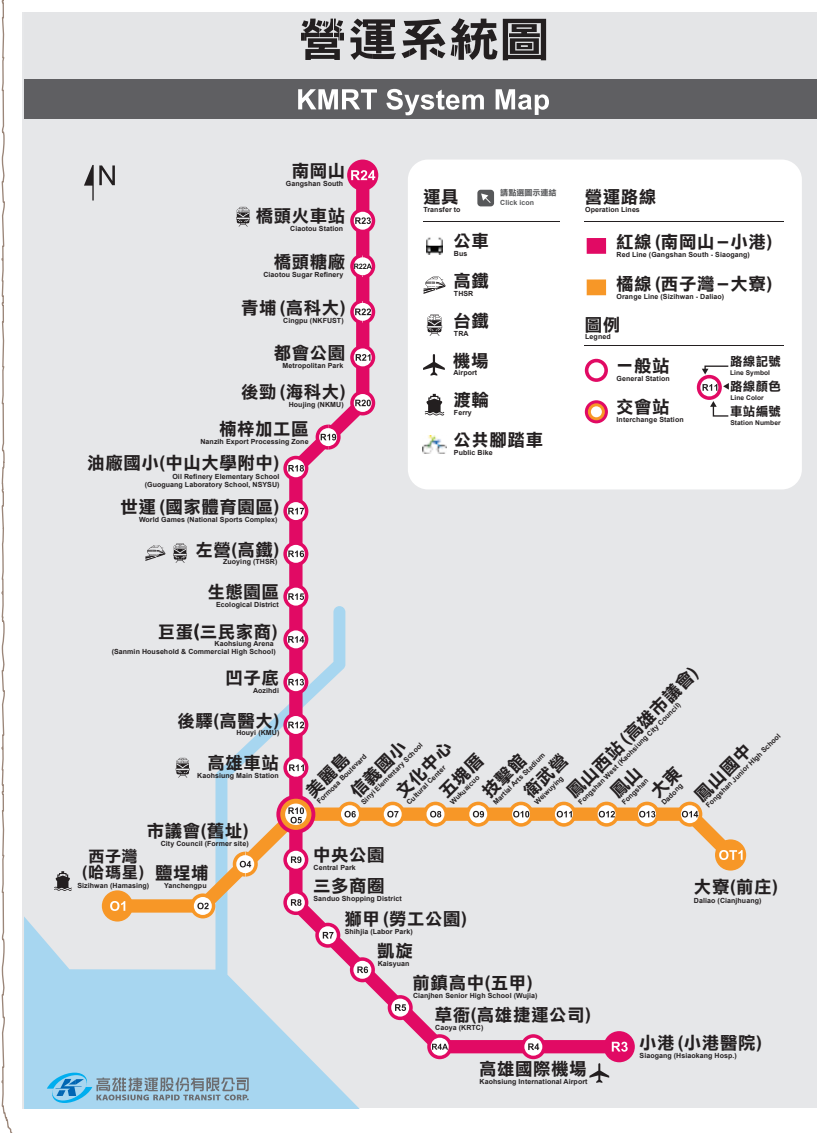 營運系統圖
KMRT System Map
N
運具
Transfer to
請點選圖示連結
Click icon
公車
Bus
高鐵
THSR
台鐵
TRA
機場
Airport
渡輪
Ferry
公共腳踏車
Public Bike
營運路線
Operation Lines
紅線 (南岡山－小港)
Red Line (Gangshan South - Siaogang)
橘線 (西子灣－大寮)
Orange Line (Sizihwan - Daliao)
圖例
Legned
一般站
General Station
交會站
Interchange Station
R11
路線記號
Line Symbol
路線顏色
Line Color
車站編號
Station Number
南岡山
Gangshan South
R24
橋頭火車站
Ciaotou Station
R23
橋頭糖廠
Ciaotou Sugar Refinery
R22A
青埔 (高科大)
Cingpu (NKFUST)
R22
都會公園
Metropolitan Park
R21
後勁 (海科大)
Houjing (NKMU)
R20
楠梓加工區
Nanzih Export Processing Zone
R19
油廠國小(中山大學附中)
Oil Refinery Elementary School
(Guoguang Laboratory School, NSYSU)
R18
世運 (國家體育園區)
World Games (National Sports Complex)
R17
左營(高鐵)
Zuoying (THSR)
R16
生態園區
Ecological District
R15
巨蛋(三民家商)
Kaohsiung Arena
(Sanmin Household & Commercial High School)
R14
凹子底
Aozihdi
R13
後驛(高醫大)
Houyi (KMU)
R12
高雄車站
Kaohsiung Main Station
R11
美麗島
Formosa Boulevard
R10
O5
信義國小
Sinyi Elementary School
O6
文化中心
Cultural Center
O7
五塊厝
Wukuaicuo
O8
技擊館
Martial Arts Stadium
O9
衛武營
Weiwuying
O10
鳳山西站 (高雄市議會)
Fongshan West (Kaohsiung City Council)
O11
鳳山
Fongshan
O12
大東
Dadong
O13
鳳山國中
Fongshan Junior High School
O14
OT1
大寮(前庄)
Daliao (Cianjhuang)
市議會(舊址)
City Council (Former site)
O4
鹽埕埔
Yanchengpu
O2
西子灣
(哈瑪星)
Sizihwan (Hamasing)
O1
R9
中央公園
Central Park
R8
三多商圈
Sanduo Shopping District
R7
獅甲 (勞工公園)
Shihjia (Labor Park)
R6
凱旋
Kaisyuan
R5
前鎮高中(五甲)
Cianjhen Senior High School (Wujia)
R4A
草衙(高雄捷運公司)
Caoya (KRTC)
R4
高雄國際機場
Kaohsiung International Airport
R3
小港 (小港醫院)
Siaogang (Hsiaokang Hosp.)
高雄捷運股份有限公司
KAOHSIUNG RAPID TRANSIT CORP.